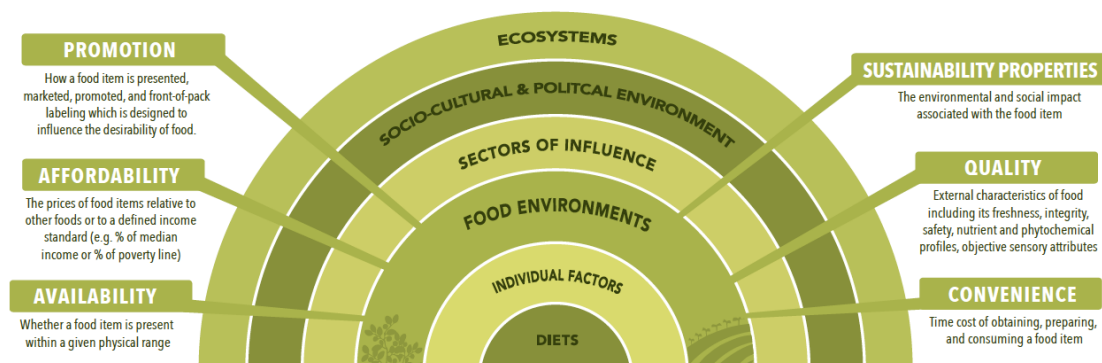 PROMOTION
How a food item is presented,
marketed, promoted, and front-of-pack
labeling which is designed to
influence the desirability of food.
AFFORDABILITY
The prices of food items relative to
other foods or to a defined income
standard (e.g. % of median
income or % of poverty line)
AVAILABILITY
Whether a food item is present
within a given physical range
ECOSYSTEMS
SOCIO-CULTURAL & POLITCAL ENVIRONMENT
SECTORS OF INFLUENCE
FOOD ENVIRONMENTS
INDIVIDUAL FACTORS
DIETS
SUSTAINABILITY PROPERTIES
The environmental and social impact
associated with the food item
QUALITY
External characteristics of food
including its freshness, integrity,
safety, nutrient and phytochemical
profiles, objective sensory attributes
CONVENIENCE
Time cost of obtaining, preparing,
and consuming a food item